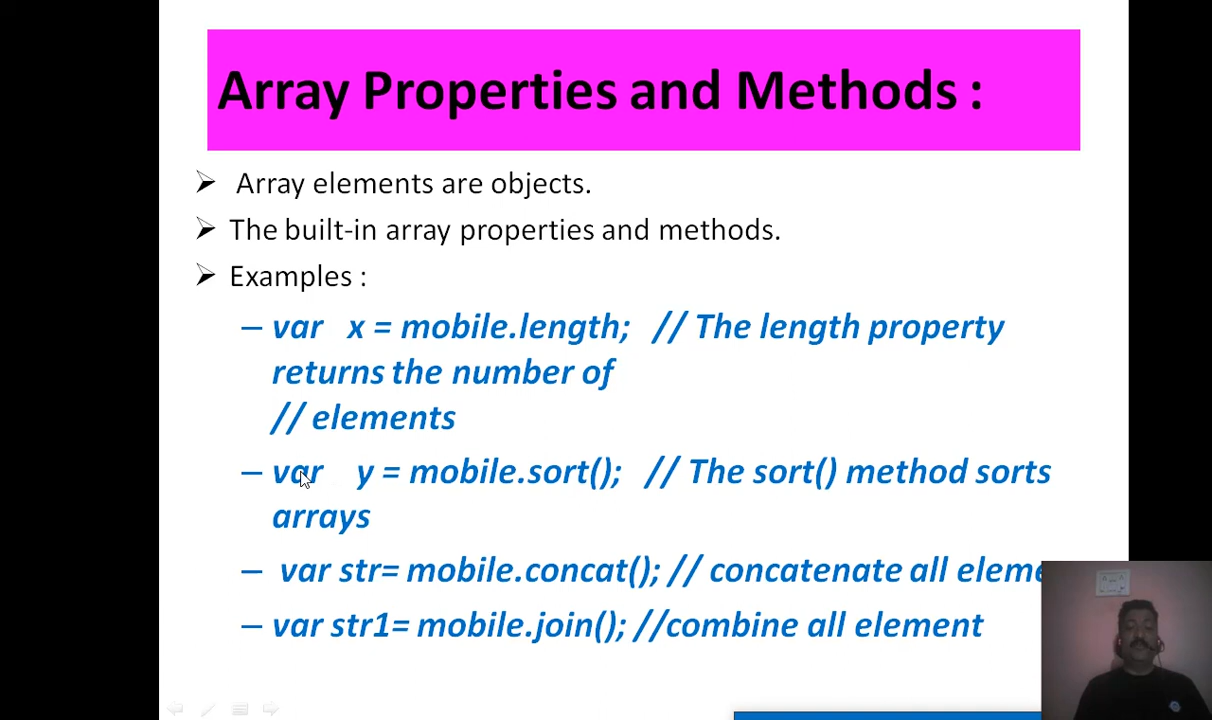 Array Properties and Methods :
Array elements are objects.
The built-in array properties and methods.
Examples :
– var x = mobile.length; // The length property
returns the number of
// elements
– var y = mobile.sort(); // The sort() method sorts
arrays
– var str= mobile.concat(); // concatenate all
– var str1= mobile.join(); //combine all element